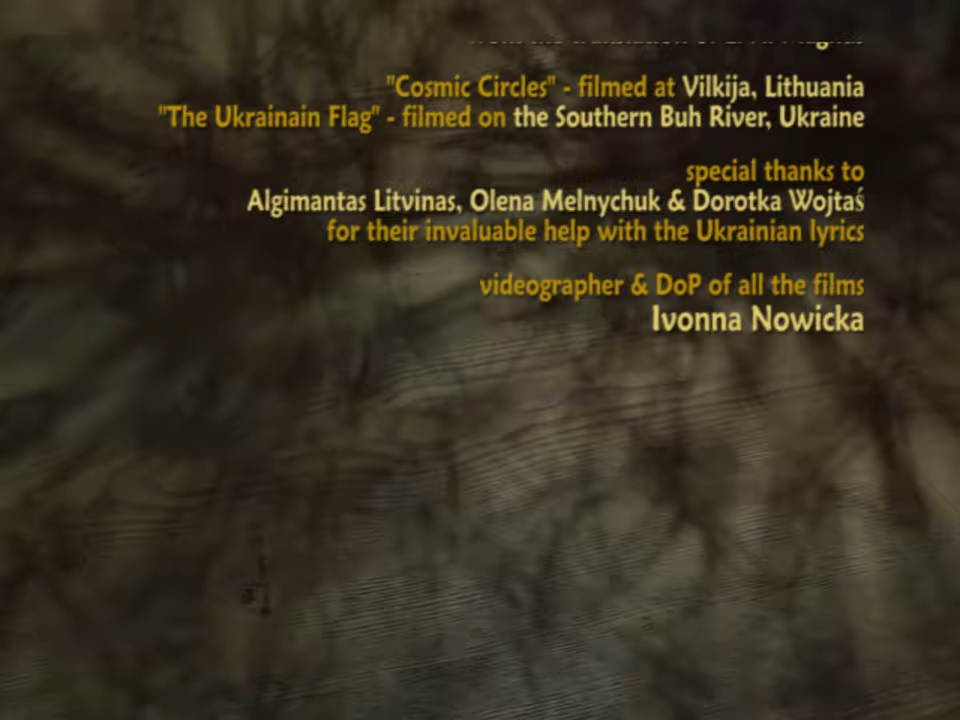 "Cosmic Circles" - filmed at Vilkija, Lithuania
"The Ukrainain Flag" - filmed on the Southern Buh River, Ukraine
special thanks to
Algimantas Litvinas, Olena Melnychuk & Dorotka Wojtaś
for their invaluable help with the Ukrainian lyrics
videographer & DoP of all the films
Ivonna Nowicka